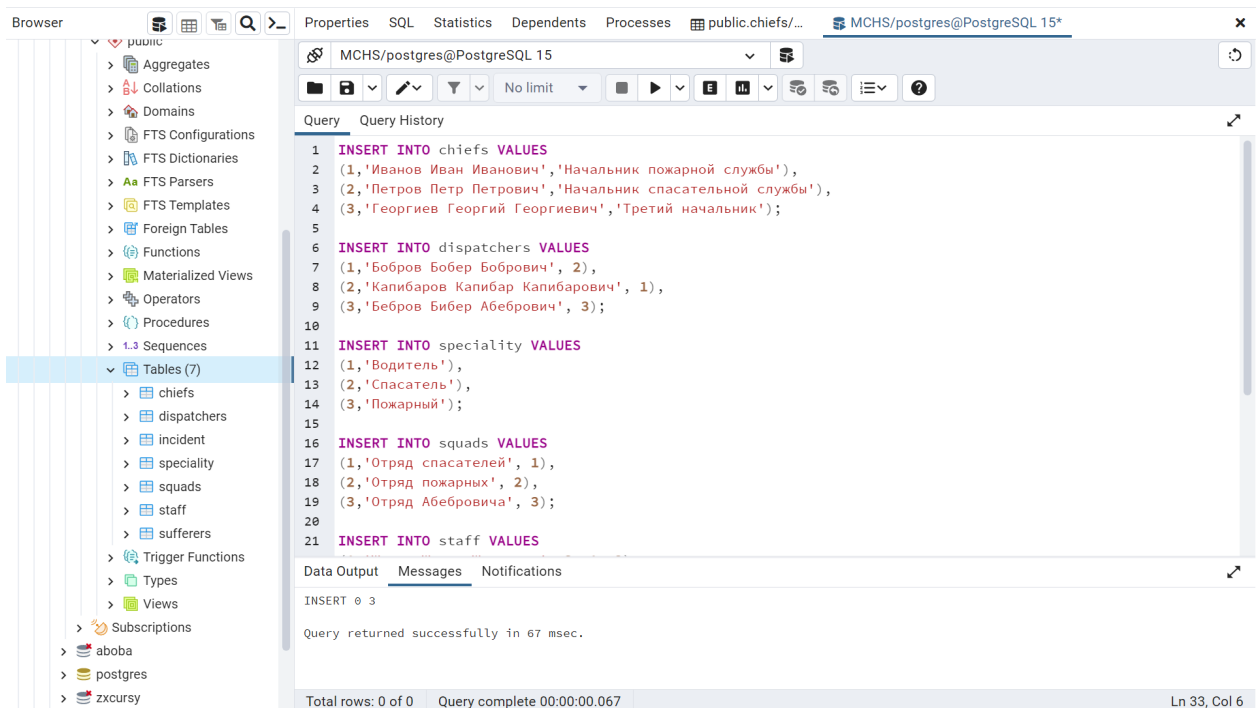 Browser
Properties SQL Statistics Dependents Processes public.chiefs/... MCHS/postgres@PostgreSQL 15*
public
Aggregates
Collations
Domains
FTS Configurations
FTS Dictionaries
Aa FTS Parsers
FTS Templates
Foreign Tables
Functions
Materialized Views
Operators
Procedures
1..3 Sequences
Tables (7)
chiefs
dispatchers
incident
speciality
squads
staff
sufferers
Trigger Functions
Types
Views
Subscriptions
aboba
postgres
zxcursy
MCHS/postgres@PostgreSQL 15
No limit
E
Query Query History
1 INSERT INTO chiefs VALUES
2 (1,'Иванов Иван Иванович','Начальник пожарной службы'),
3 (2,'Петров Петр Петрович','Начальник спасательной службы'),
4 (3,'Георгиев Георгий Георгиевич','Третий начальник');
5
6 INSERT INTO dispatchers VALUES
7 (1,'Бобров Бобер Бобрович', 2),
8 (2,'Капибаров Капибар Капибарович', 1),
9 (3,'Бебров Бибер Абебрович', 3);
10
11 INSERT INTO speciality VALUES
12 (1,'Водитель'),
13 (2,'Спасатель'),
14 (3,'Пожарный');
15
16 INSERT INTO squads VALUES
17 (1,'Отряд спасателей', 1),
18 (2,'Отряд пожарных', 2),
19 (3,'Отряд Абебровича', 3);
20
21 INSERT INTO staff VALUES
Data Output Messages Notifications
INSERT 0 3
Query returned successfully in 67 msec.
Total rows: 0 of 0 Query complete 00:00:00.067 Ln 33, Col 6